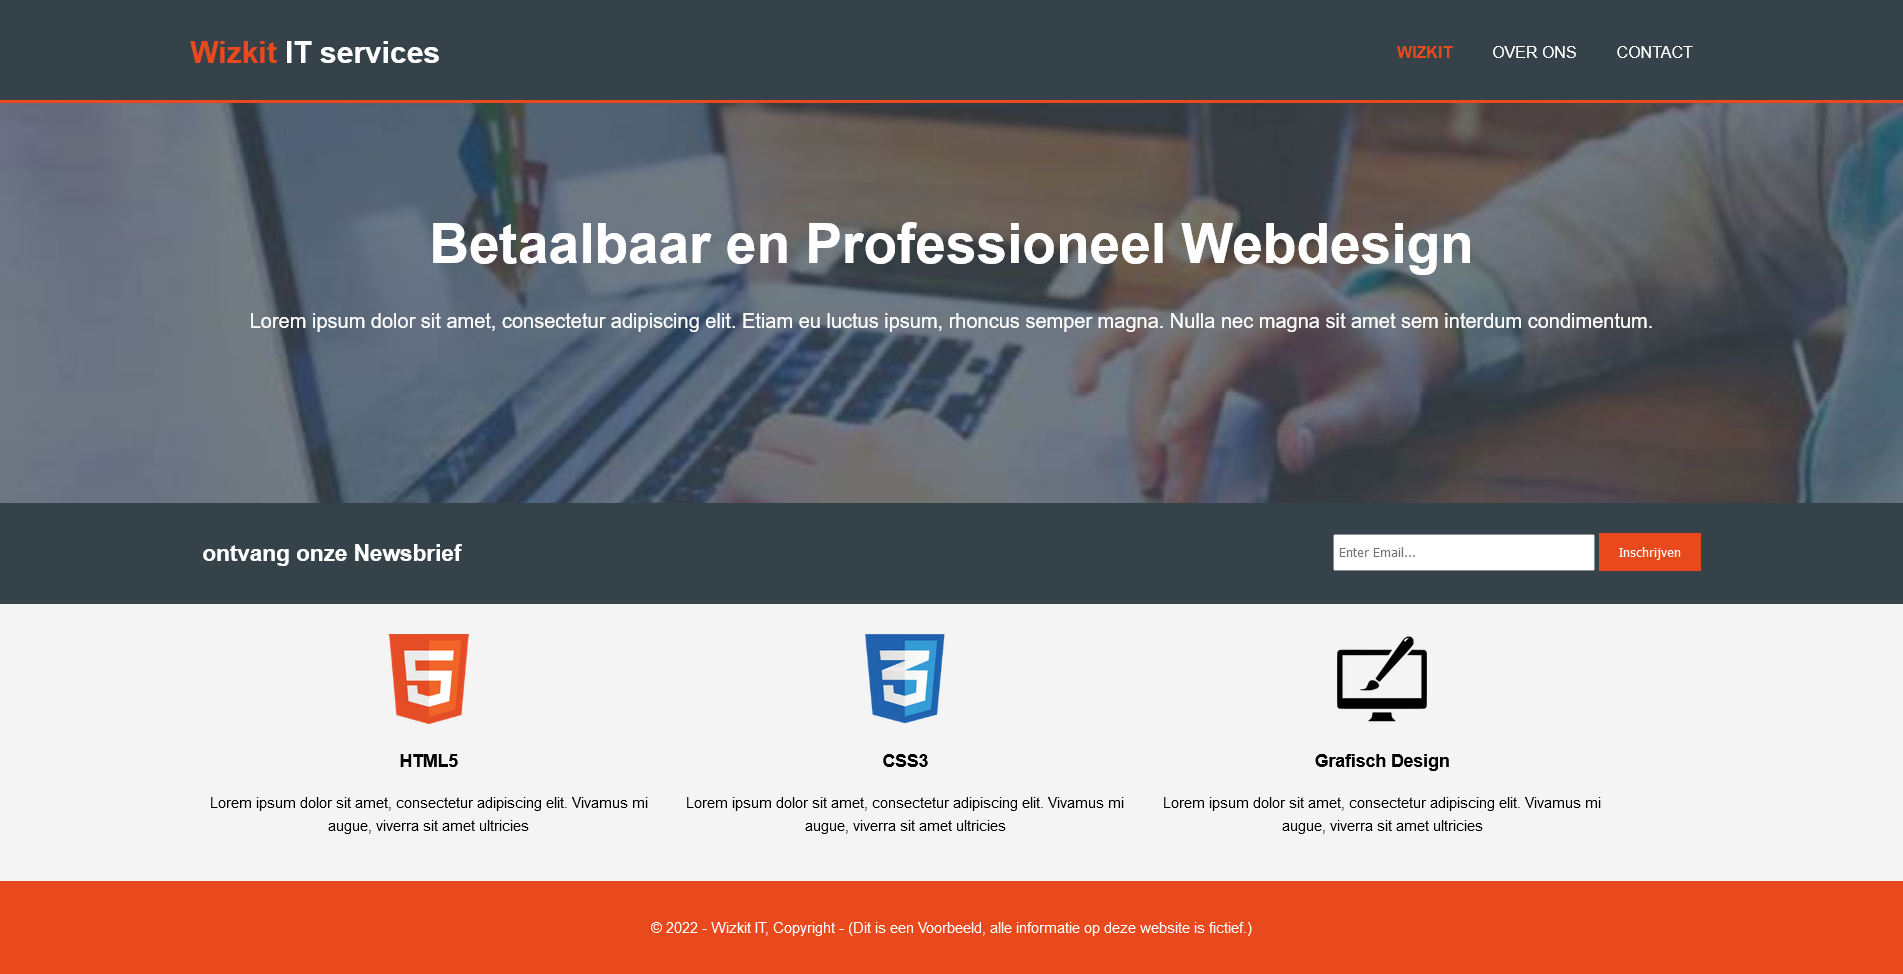 Wizkit IT services
WIZKIT OVER ONS CONTACT
Betaalbaar en Professioneel Webdesign
Lorem ipsum dolor sit amet, consectetur adipiscing elit. Etiam eu luctus ipsum, rhoncus semper magna. Nulla nec magna sit amet sem interdum condimentum.
ontvang onze Newsbrief
Enter Email...
Inschrijven
HTML5
Lorem ipsum dolor sit amet, consectetur adipiscing elit. Vivamus mi
augue, viverra sit amet ultricies
CSS3
Lorem ipsum dolor sit amet, consectetur adipiscing elit. Vivamus mi
augue, viverra sit amet ultricies
Grafisch Design
Lorem ipsum dolor sit amet, consectetur adipiscing elit. Vivamus mi
augue, viverra sit amet ultricies
© 2022 - Wizkit IT, Copyright - (Dit is een Voorbeeld, alle informatie op deze website is fictief.)